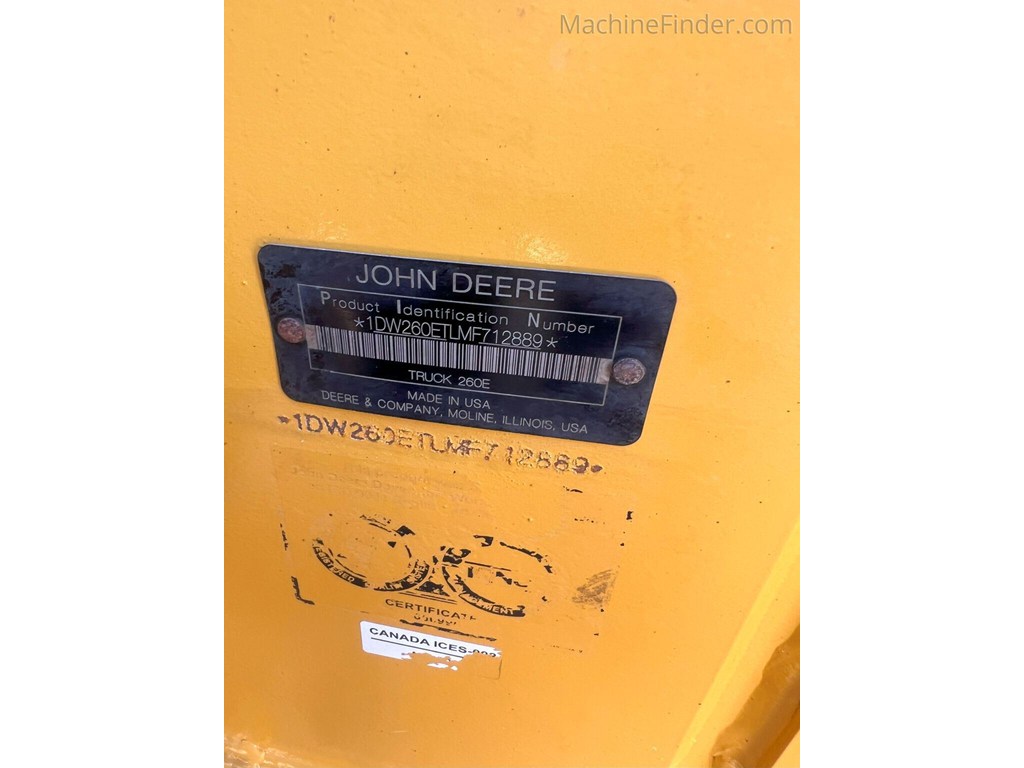 MachineFinder.com
JOHN DEERE
Product Identification Number
*1DW260ETLMF712889*
TRUCK 260E
MADE IN USA
DEERE & COMPANY, MOLINE, ILLINOIS, USA
*1DW260ETLMF712889*
CERTIFICATE
CANADA ICES-002